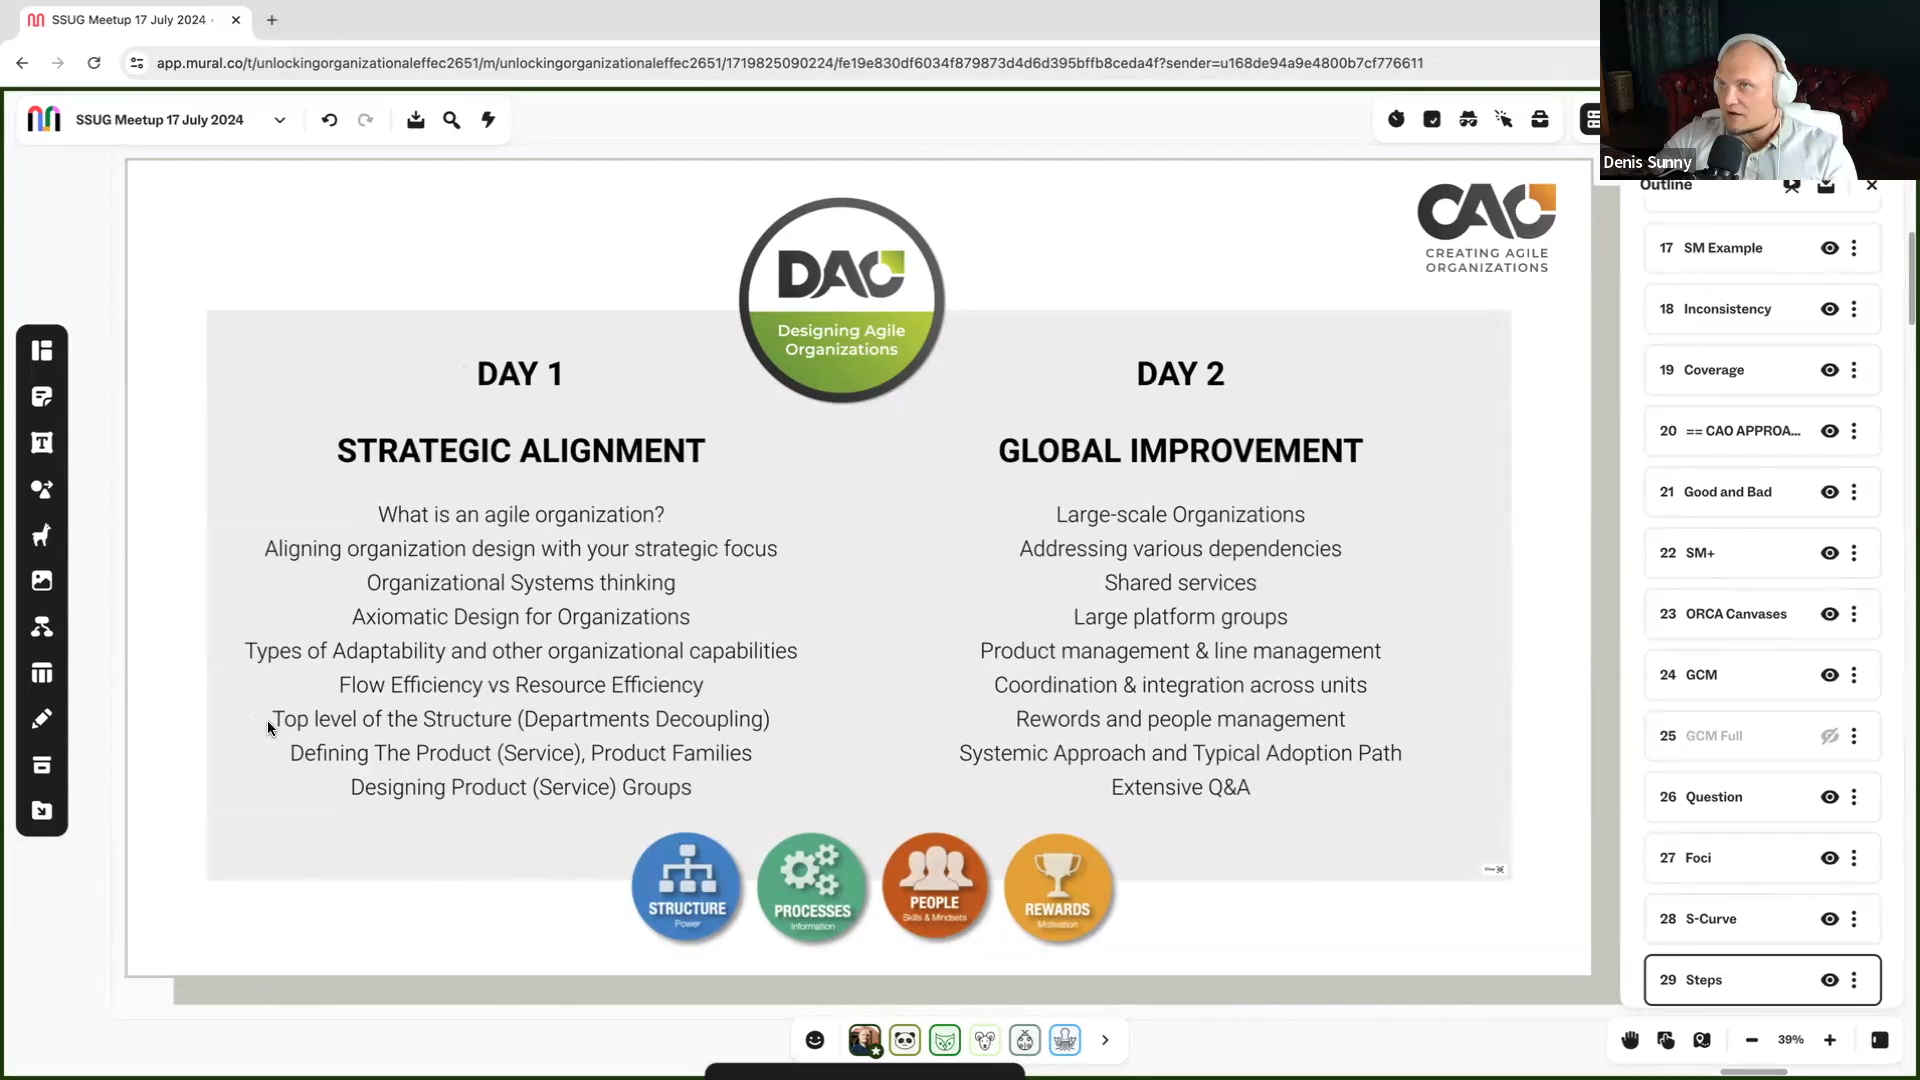 SSUG Meetup 17 July 2024
app.mural.co/t/unlockingorganizationaleffec2651/m/unlockingorganizationaleffec2651/1719825090224/fe19e830df6034f879873d4d6d395bffb8ceda4f?sender=u168de94a9e4800b7cf776611
SSUG Meetup 17 July 2024
Denis Sunny
CAO
CREATING AGILE
ORGANIZATIONS
DAO
Designing Agile
Organizations
DAY 1
STRATEGIC ALIGNMENT
What is an agile organization?
Aligning organization design with your strategic focus
Organizational Systems thinking
Axiomatic Design for Organizations
Types of Adaptability and other organizational capabilities
Flow Efficiency vs Resource Efficiency
Top level of the Structure (Departments Decoupling)
Defining The Product (Service), Product Families
Designing Product (Service) Groups
DAY 2
GLOBAL IMPROVEMENT
Large-scale Organizations
Addressing various dependencies
Shared services
Large platform groups
Product management & line management
Coordination & integration across units
Rewords and people management
Systemic Approach and Typical Adoption Path
Extensive Q&A
STRUCTURE
Power
PROCESSES
Information
PEOPLE
Skills & Mindsets
REWARDS
Motivation
Outline
17 SM Example
18 Inconsistency
19 Coverage
20 == CAO APPROA...
21 Good and Bad
22 SM+
23 ORCA Canvases
24 GCM
25 GCM Full
26 Question
27 Foci
28 S-Curve
29 Steps
39%